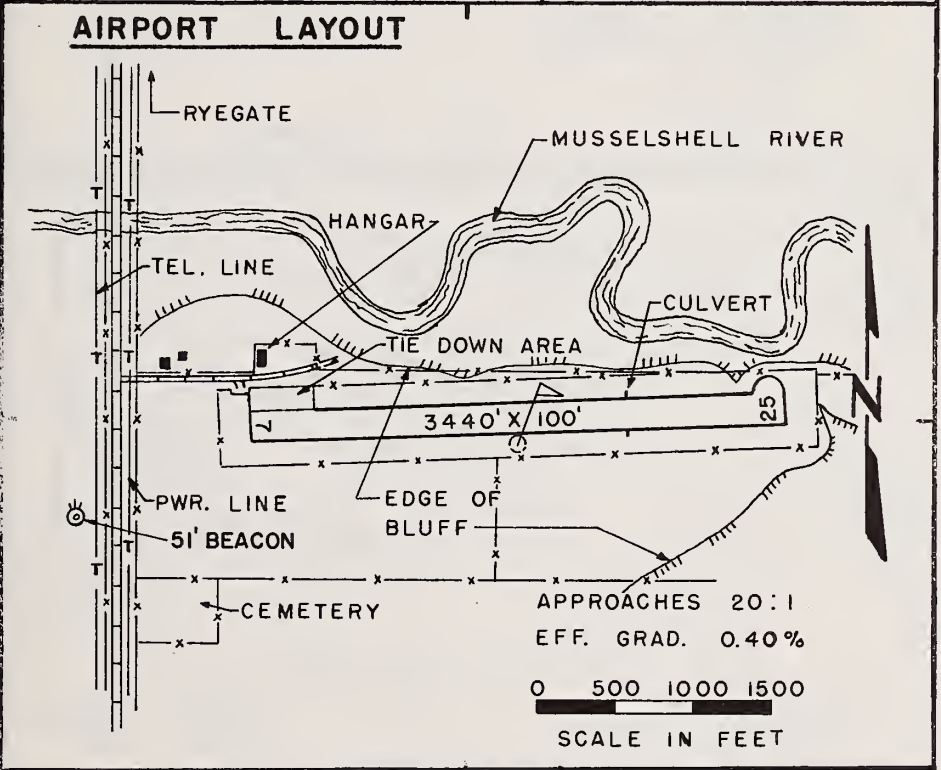 AIRPORT LAYOUT
RYEGATE
MUSSELSHELL RIVER
HANGAR
TEL. LINE
CULVERT
TIE DOWN AREA
3440' X 100'
7
25
N
PWR. LINE
EDGE OF
BLUFF
51' BEACON
CEMETERY
APPROACHES 20:1
EFF. GRAD. 0.40%
0 500 1000 1500
SCALE IN FEET
T
T
T
T
T
T